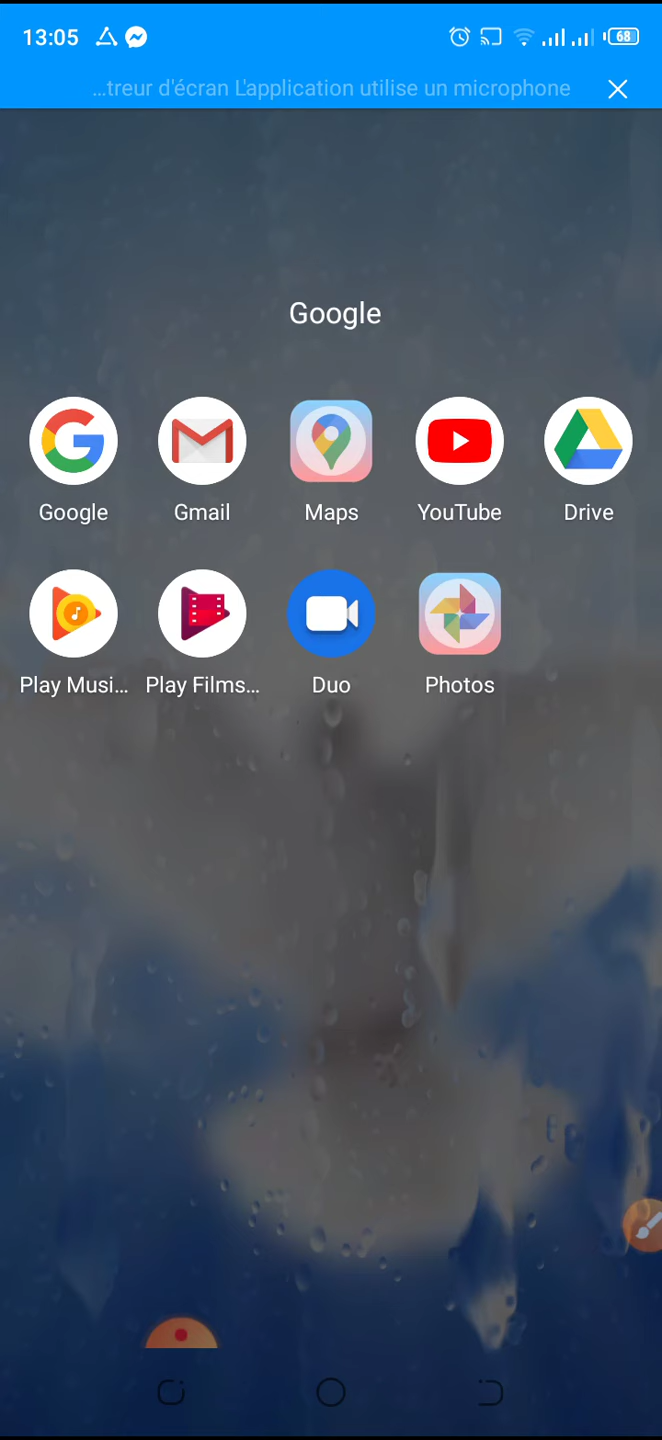 13:05
68
...treur d'écran L'application utilise un microphone
Google
Google Gmail Maps YouTube Drive
Play Musi... Play Films... Duo Photos